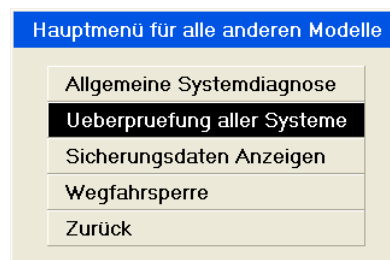 Hauptmenü für alle anderen Modelle
Allgemeine Systemdiagnose
Ueberpruefung aller Systeme
Sicherungsdaten Anzeigen
Wegfahrsperre
Zurück